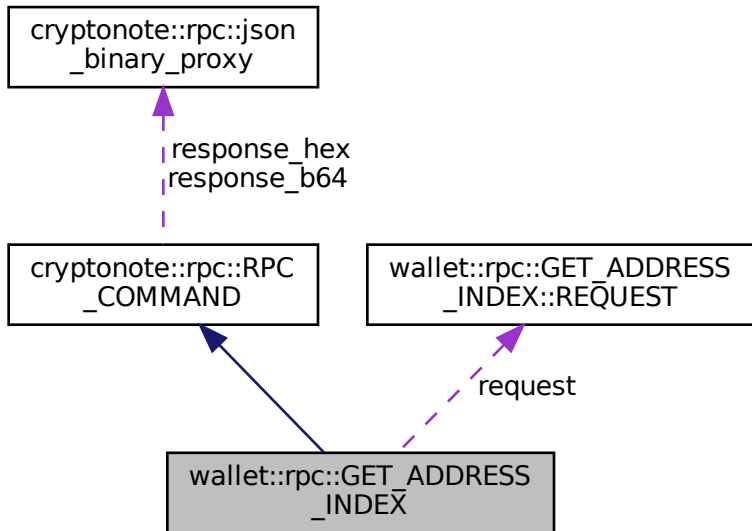 cryptonote::rpc::json
_binary_proxy
response_hex
response_b64
cryptonote::rpc::RPC
_COMMAND
wallet::rpc::GET_ADDRESS
_INDEX::REQUEST
request
wallet::rpc::GET_ADDRESS
_INDEX